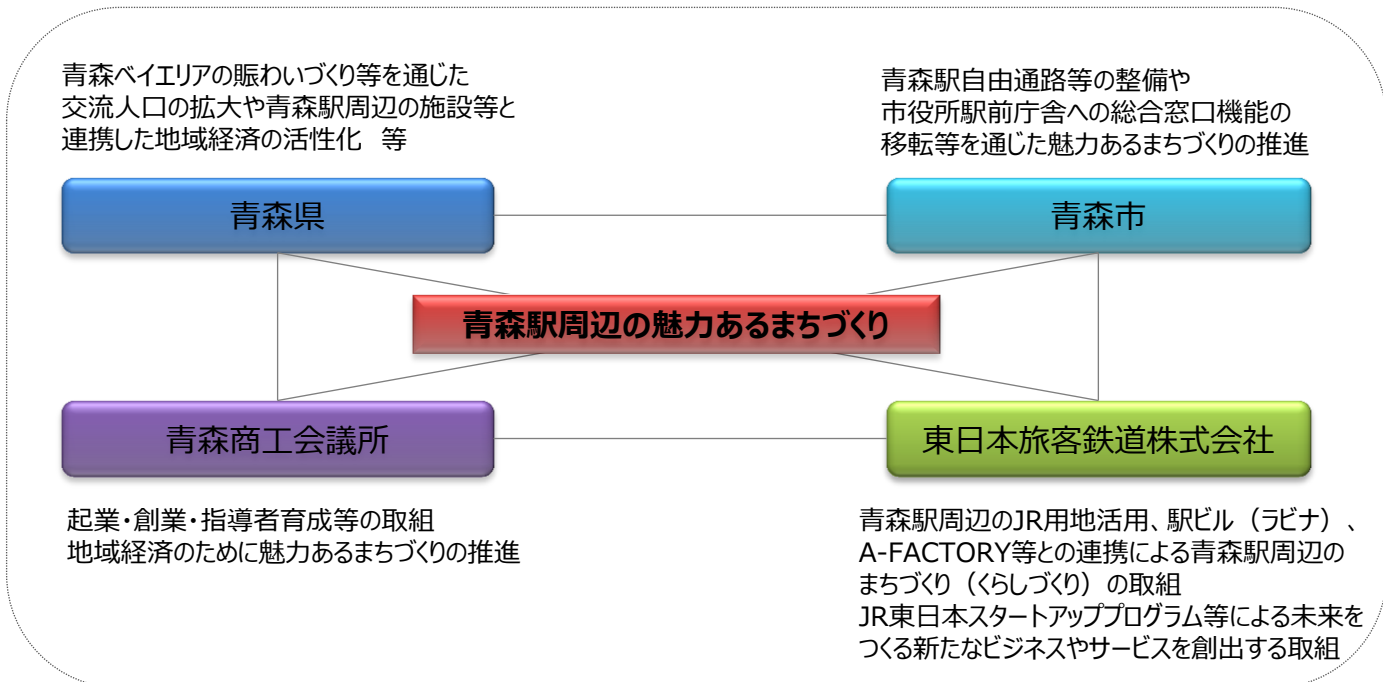 青森ベイエリアの賑わいづくり等を通じた
交流人口の拡大や青森駅周辺の施設等と
連携した地域経済の活性化 等
青森駅自由通路等の整備や
市役所駅前庁舎への総合窓口機能の
移転等を通じた魅力あるまちづくりの推進
青森県
青森市
青森駅周辺の魅力あるまちづくり
青森商工会議所
東日本旅客鉄道株式会社
起業・創業・指導者育成等の取組
地域経済のために魅力あるまちづくりの推進
青森駅周辺のJR用地活用、駅ビル（ラビナ）、
A-FACTORY等との連携による青森駅周辺の
まちづくり（くらしづくり）の取組
JR東日本スタートアッププログラム等による未来を
つくる新たなビジネスやサービスを創出する取組